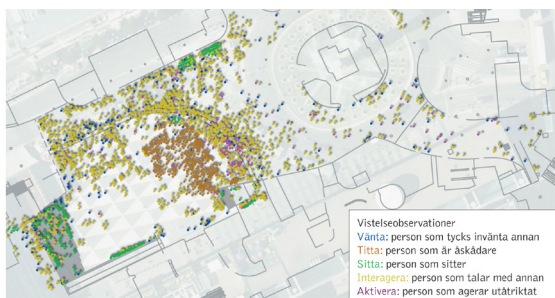 Vistelseobservationer
Vänta: person som tycks invänta annan
Titta: person som är åskådare
Sitta: person som sitter
Interagera: person som talar med annan
Aktivera: person som agerar utåtriktat